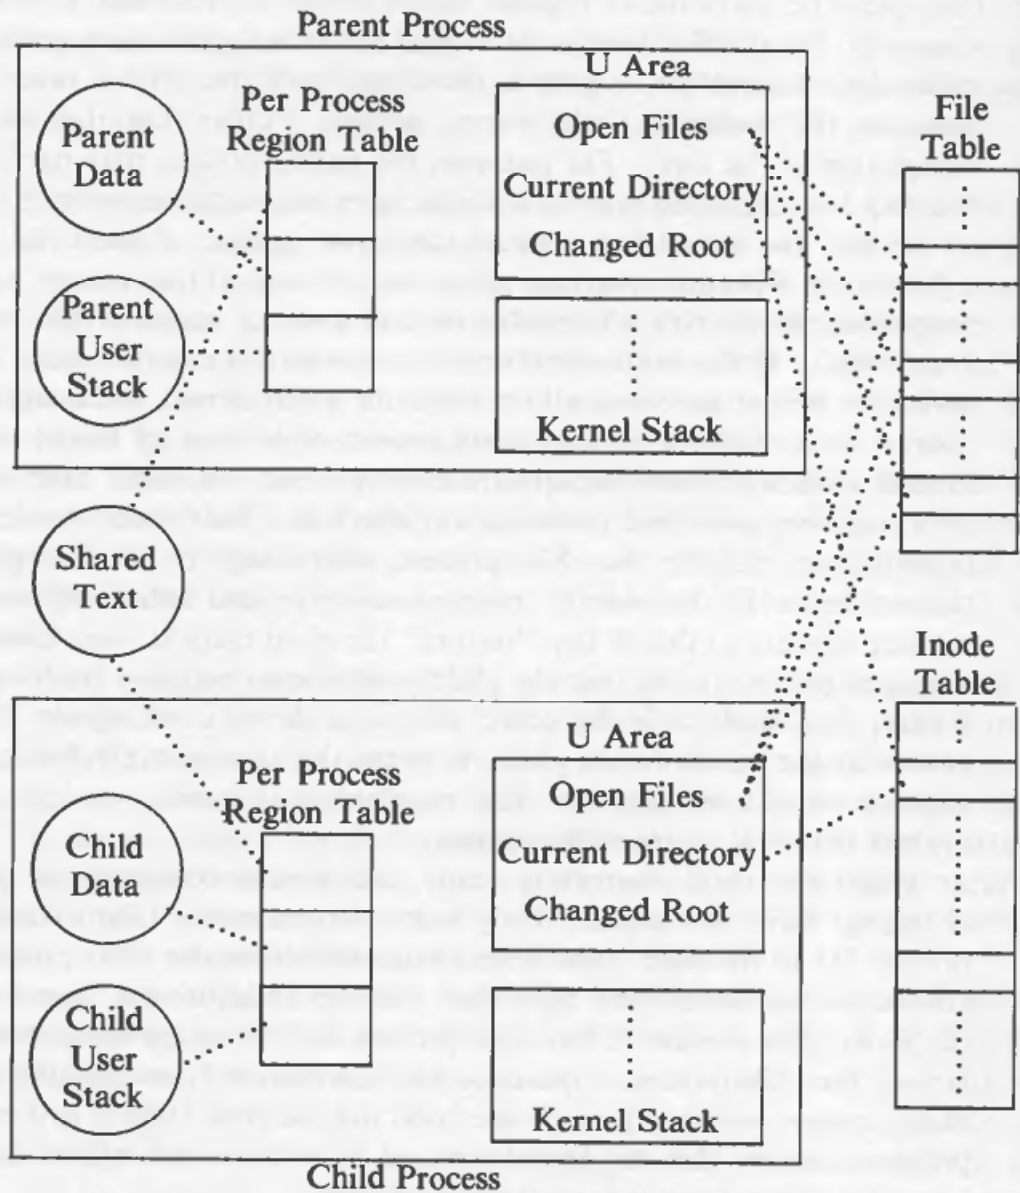 Parent Process
U Area
Parent
Data
Per Process
Region Table
Open Files
Current Directory
Changed Root
File
Table
Parent
User
Stack
Kernel Stack
Shared
Text
Inode
Table
U Area
Per Process
Region Table
Open Files
Child
Data
Current Directory
Changed Root
Child
User
Stack
Kernel Stack
Child Process